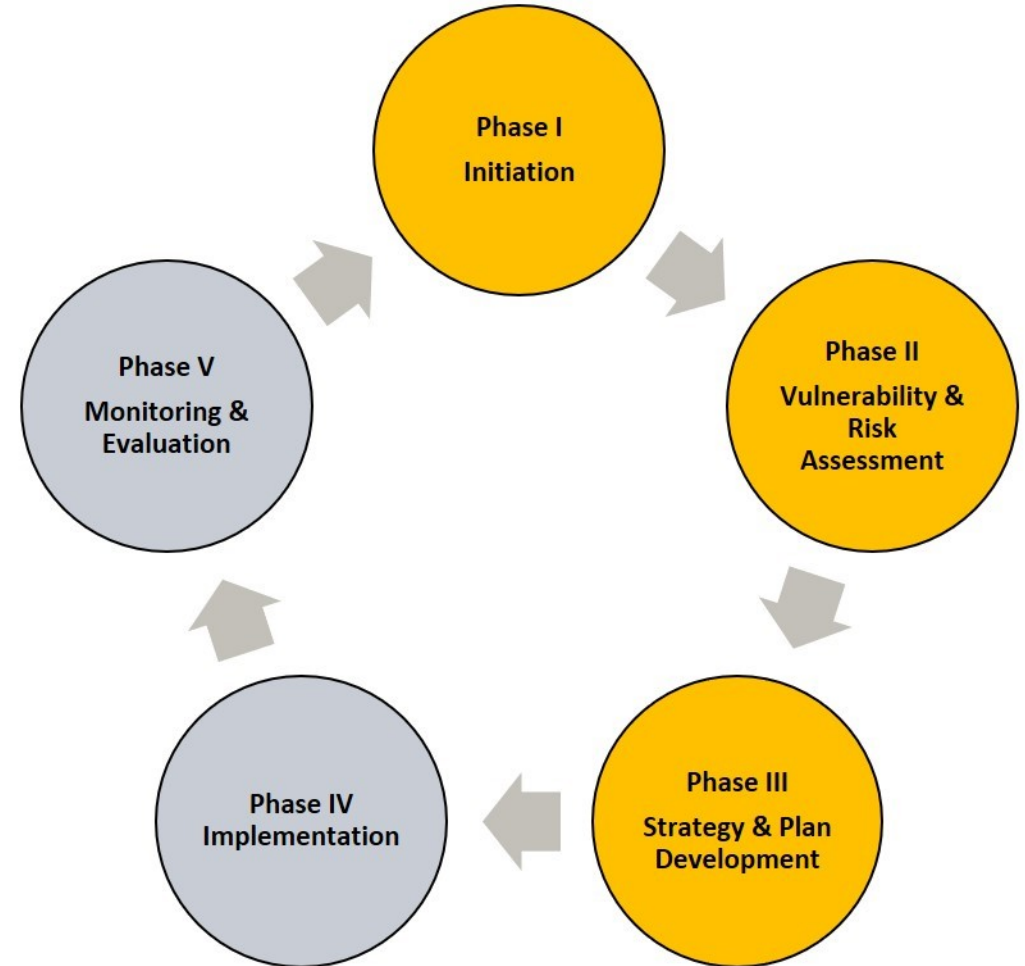 Phase I
Initiation
Phase II
Vulnerability &
Risk
Assessment
Phase III
Strategy & Plan
Development
Phase IV
Implementation
Phase V
Monitoring &
Evaluation